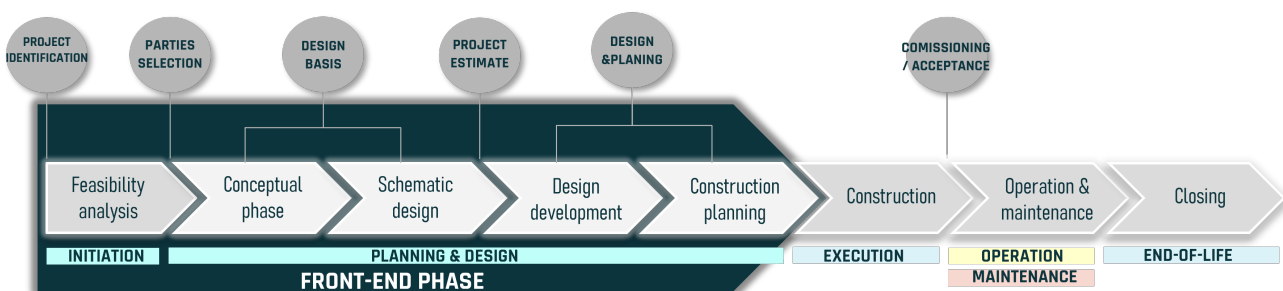 PROJECT
IDENTIFICATION
PARTIES
SELECTION
DESIGN
BASIS
PROJECT
ESTIMATE
DESIGN
&PLANING
COMISSIONING
/ ACCEPTANCE
Feasibility
analysis
Conceptual
phase
Schematic
design
Design
development
Construction
planning
Construction
Operation &
maintenance
Closing
INITIATION
PLANNING & DESIGN
EXECUTION
OPERATION
END-OF-LIFE
MAINTENANCE
FRONT-END PHASE